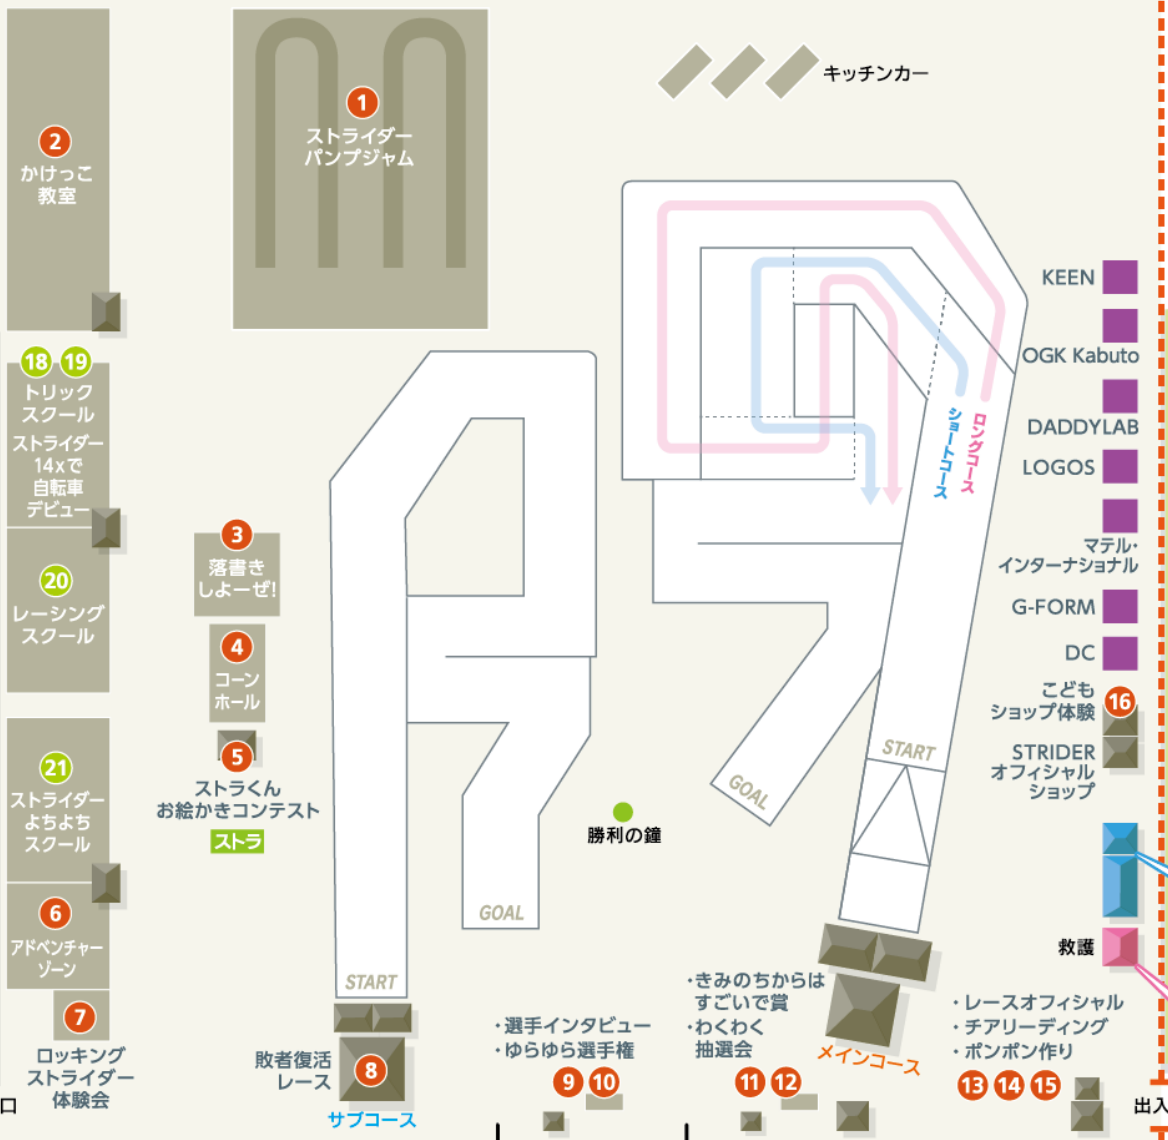 キッチンカー
1
ストライダー
パンプジャム
2
かけっこ
教室
18 19
トリック
スクール
ストライダー
14xで
自転車
デビュー
20
レーシング
スクール
21
ストライダー
よちよち
スクール
6
アドベンチャー
ゾーン
7
ロッキング
ストライダー
体験会
口
3
落書き
しよーぜ!
4
コーン
ホール
5
ストラくん
お絵かきコンテスト
ストラ
START
GOAL
敗者復活
レース
8
サブコース
勝利の鐘
ショートコース
ロングコース
START
GOAL
メインコース
・選手インタビュー
・ゆらゆら選手権
9 10
・きみのちからは
すごいで賞
・わくわく
抽選会
11 12
・レースオフィシャル
・チアリーディング
・ポンポン作り
13 14 15
KEEN
OGK Kabuto
DADDYLAB
LOGOS
マテル・
インターナショナル
G-FORM
DC
こども
ショップ体験
16
STRIDER
オフィシャル
ショップ
救護
出入